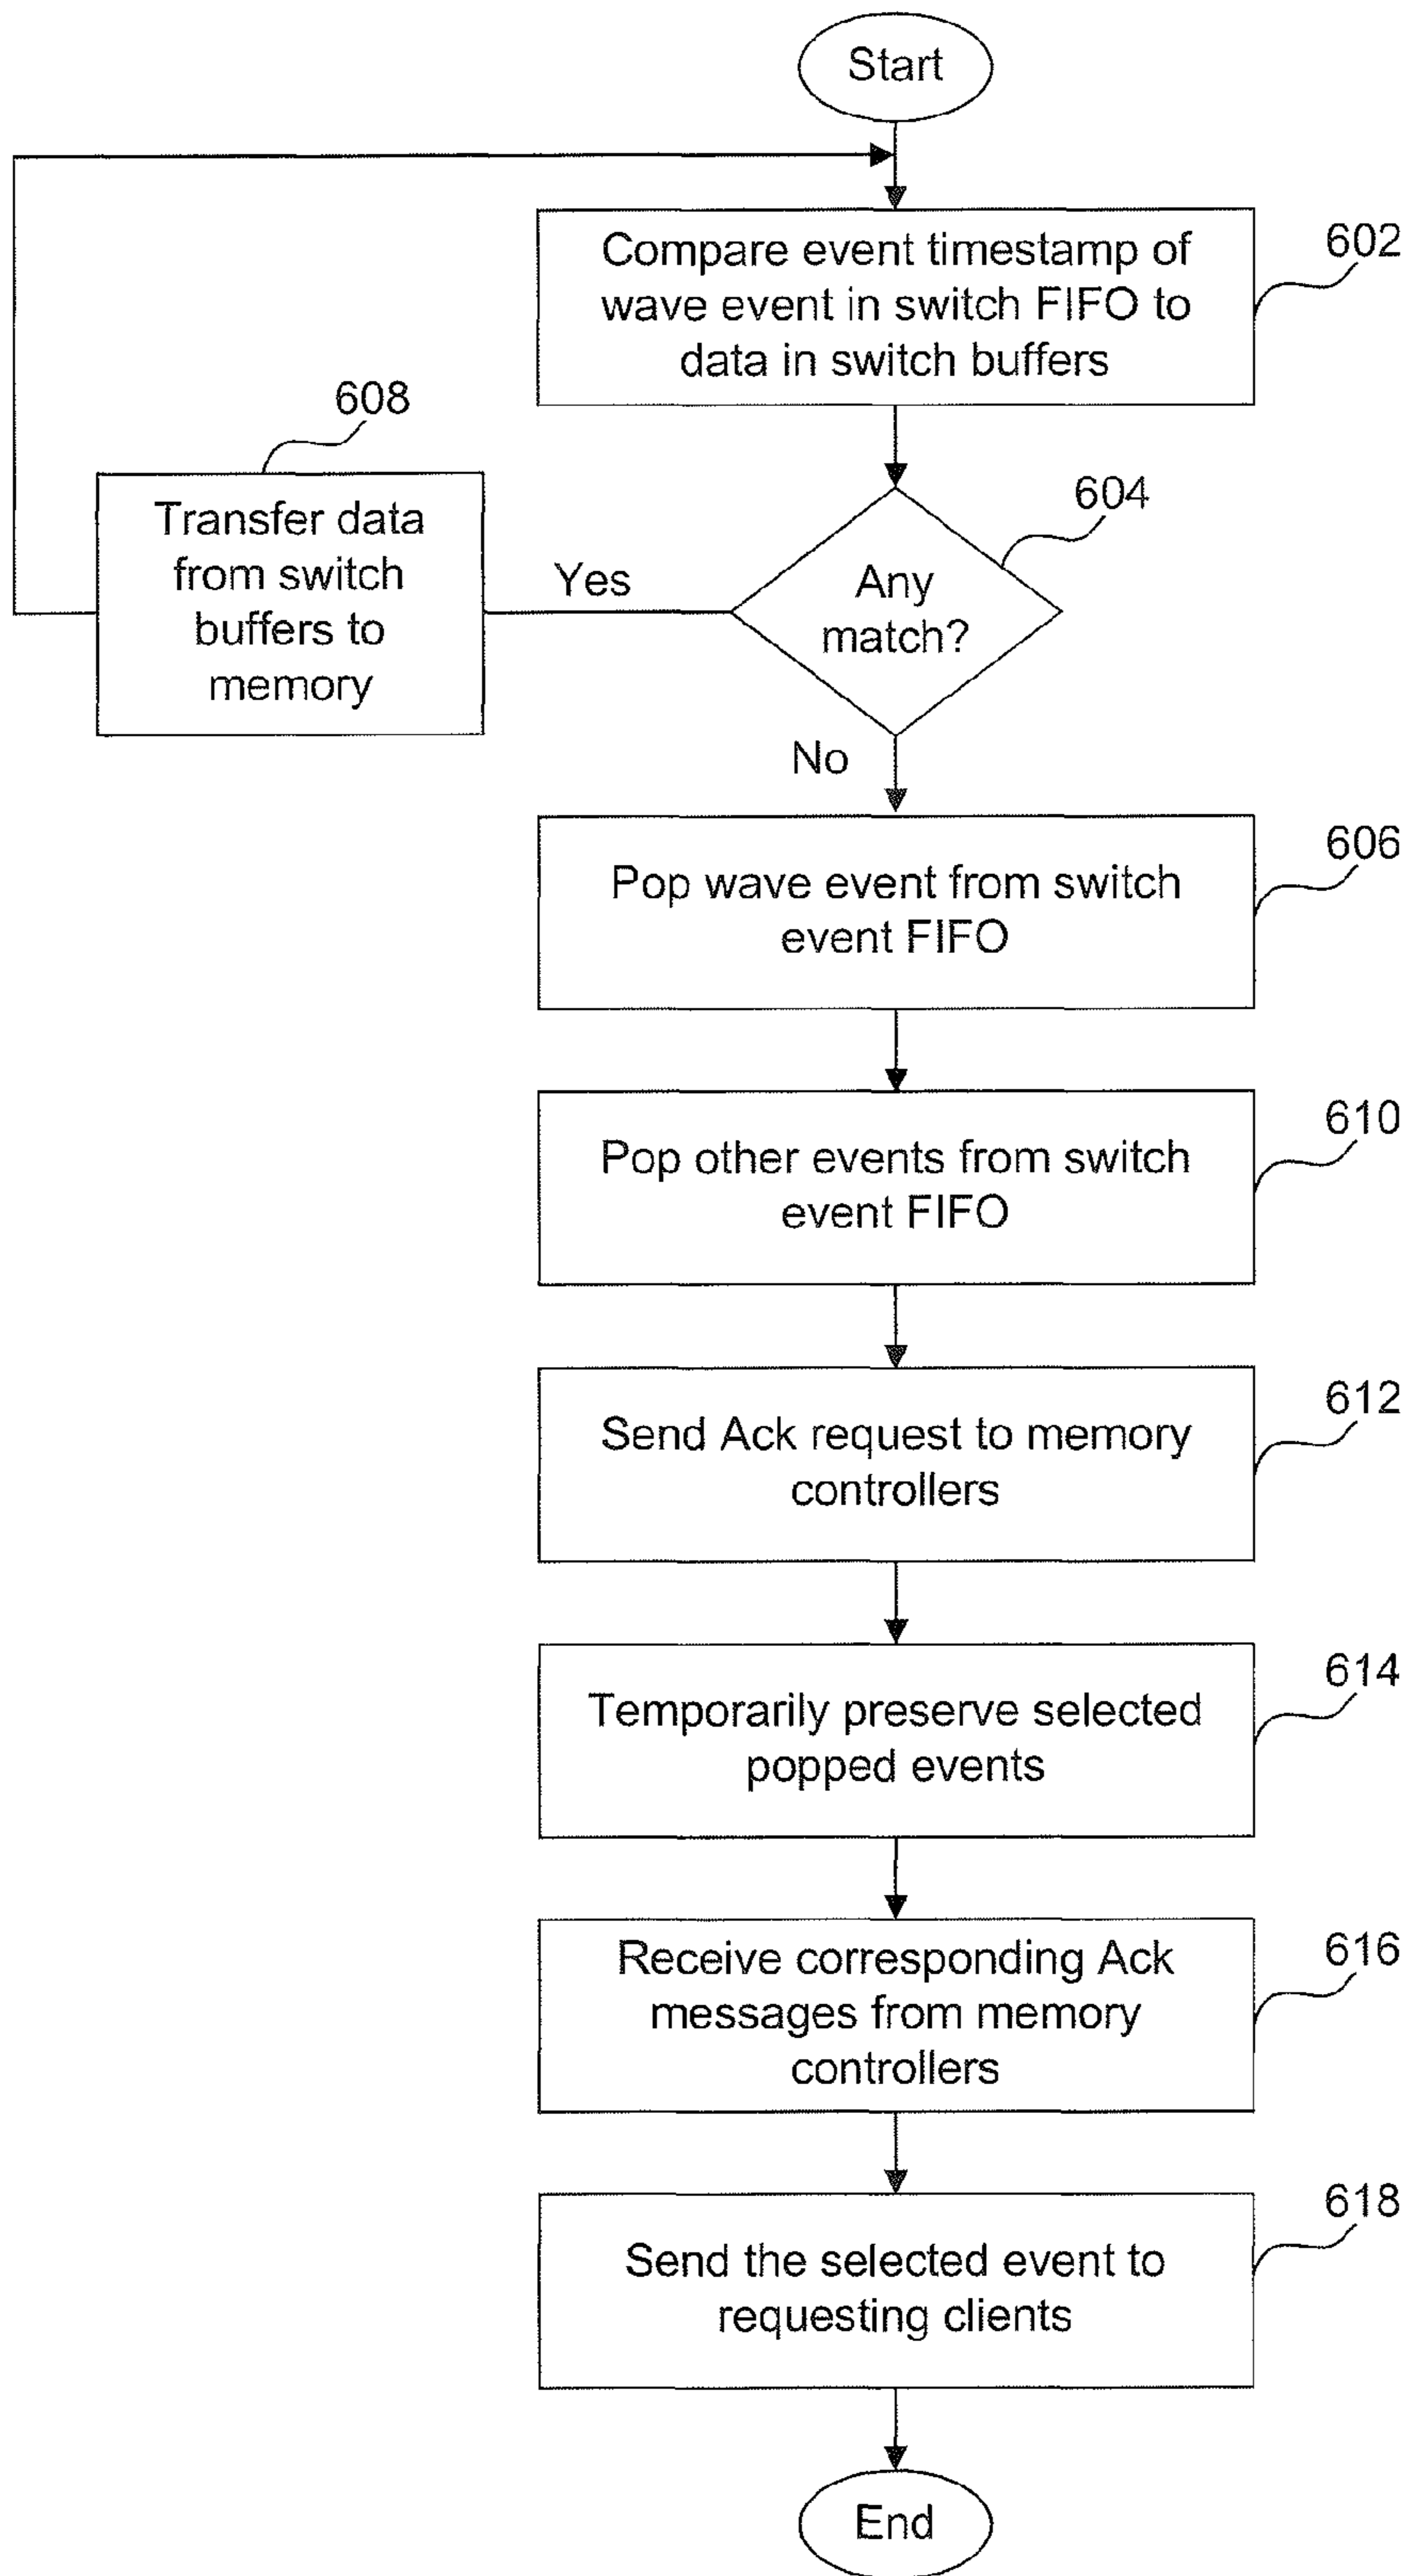 Start
Compare event timestamp of
wave event in switch FIFO to
data in switch buffers
602
608
Transfer data
from switch
buffers to
memory
Yes
604
Any
match?
No
606
Pop wave event from switch
event FIFO
610
Pop other events from switch
event FIFO
612
Send Ack request to memory
controllers
614
Temporarily preserve selected
popped events
616
Receive corresponding Ack
messages from memory
controllers
618
Send the selected event to
requesting clients
End